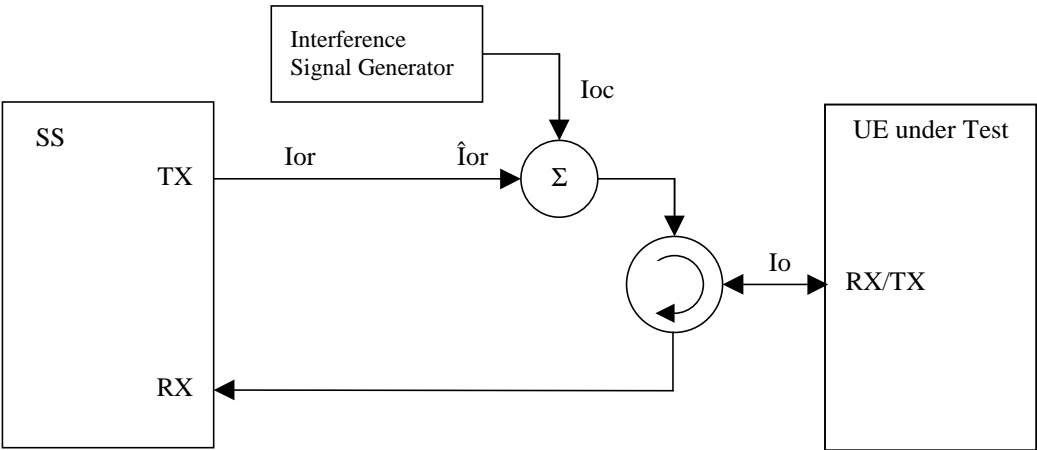 Interference
Signal Generator
Ioc
SS
UE under Test
TX
Ior
Îor
Σ
Io
RX/TX
RX